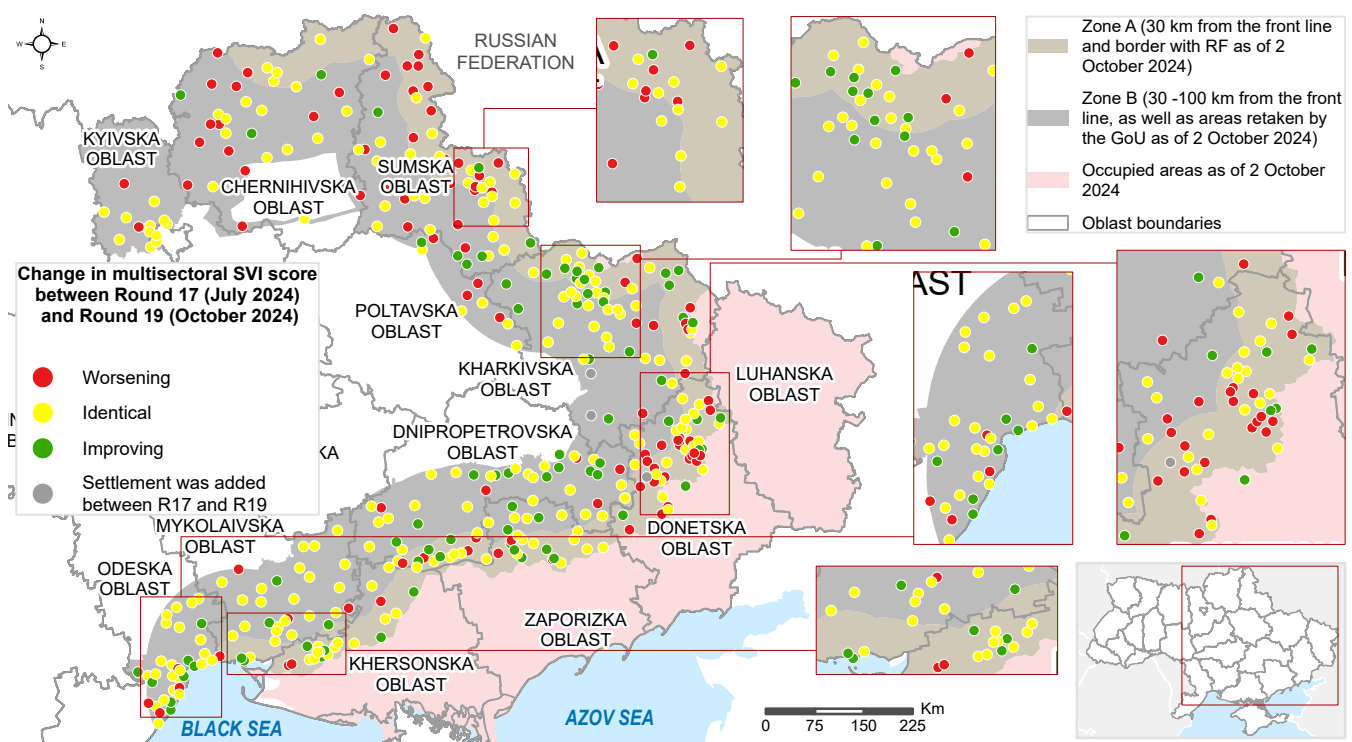 N
W
E
S
RUSSIAN
FEDERATION
KYIVSKA
OBLAST
CHERNIHIVSKA
OBLAST
SUMSKA
OBLAST
A
Zone A (30 km from the front line
and border with RF as of 2
October 2024)
Zone B (30 -100 km from the front
line, as well as areas retaken by
the GoU as of 2 October 2024)
Occupied areas as of 2 October
2024
Oblast boundaries
Change in multisectoral SVI score
between Round 17 (July 2024)
and Round 19 (October 2024)
Worsening
Identical
Improving
Settlement was added
between R17 and R19
POLTAVSKA
OBLAST
KHARKIVSKA
OBLAST
LUHANSKA
OBLAST
AST
DNIPROPETROVSKA
OBLAST
KA
MYKOLAIVSKA
OBLAST
DONETSKA
OBLAST
ODESKA
OBLAST
ZAPORIZKA
OBLAST
KHERSONSKA
OBLAST
BLACK SEA
AZOV SEA
Km
0 75 150 225